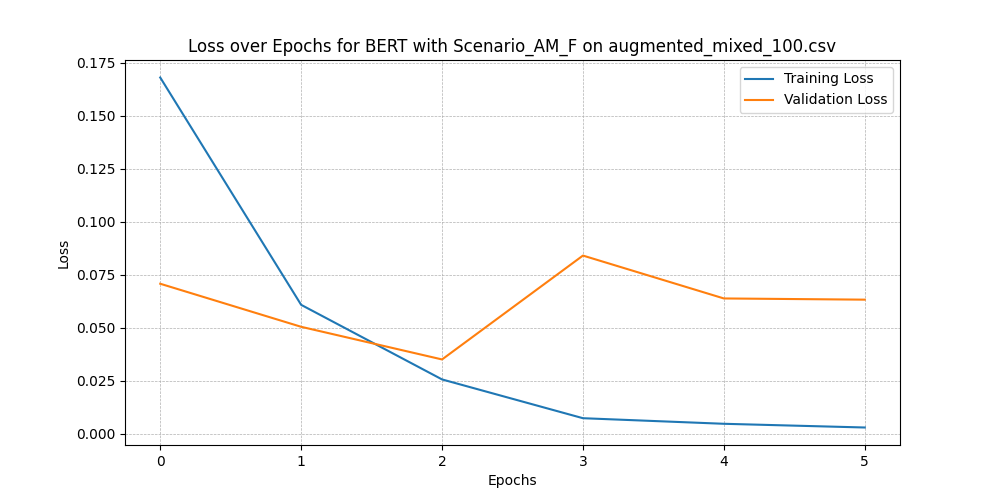 Loss over Epochs for BERT with Scenario_AM_F on augmented_mixed_100.csv
Training Loss
Validation Loss
0.175
0.150
0.125
0.100
0.075
0.050
0.025
0.000
Loss
0 1 2 3 4 5
Epochs